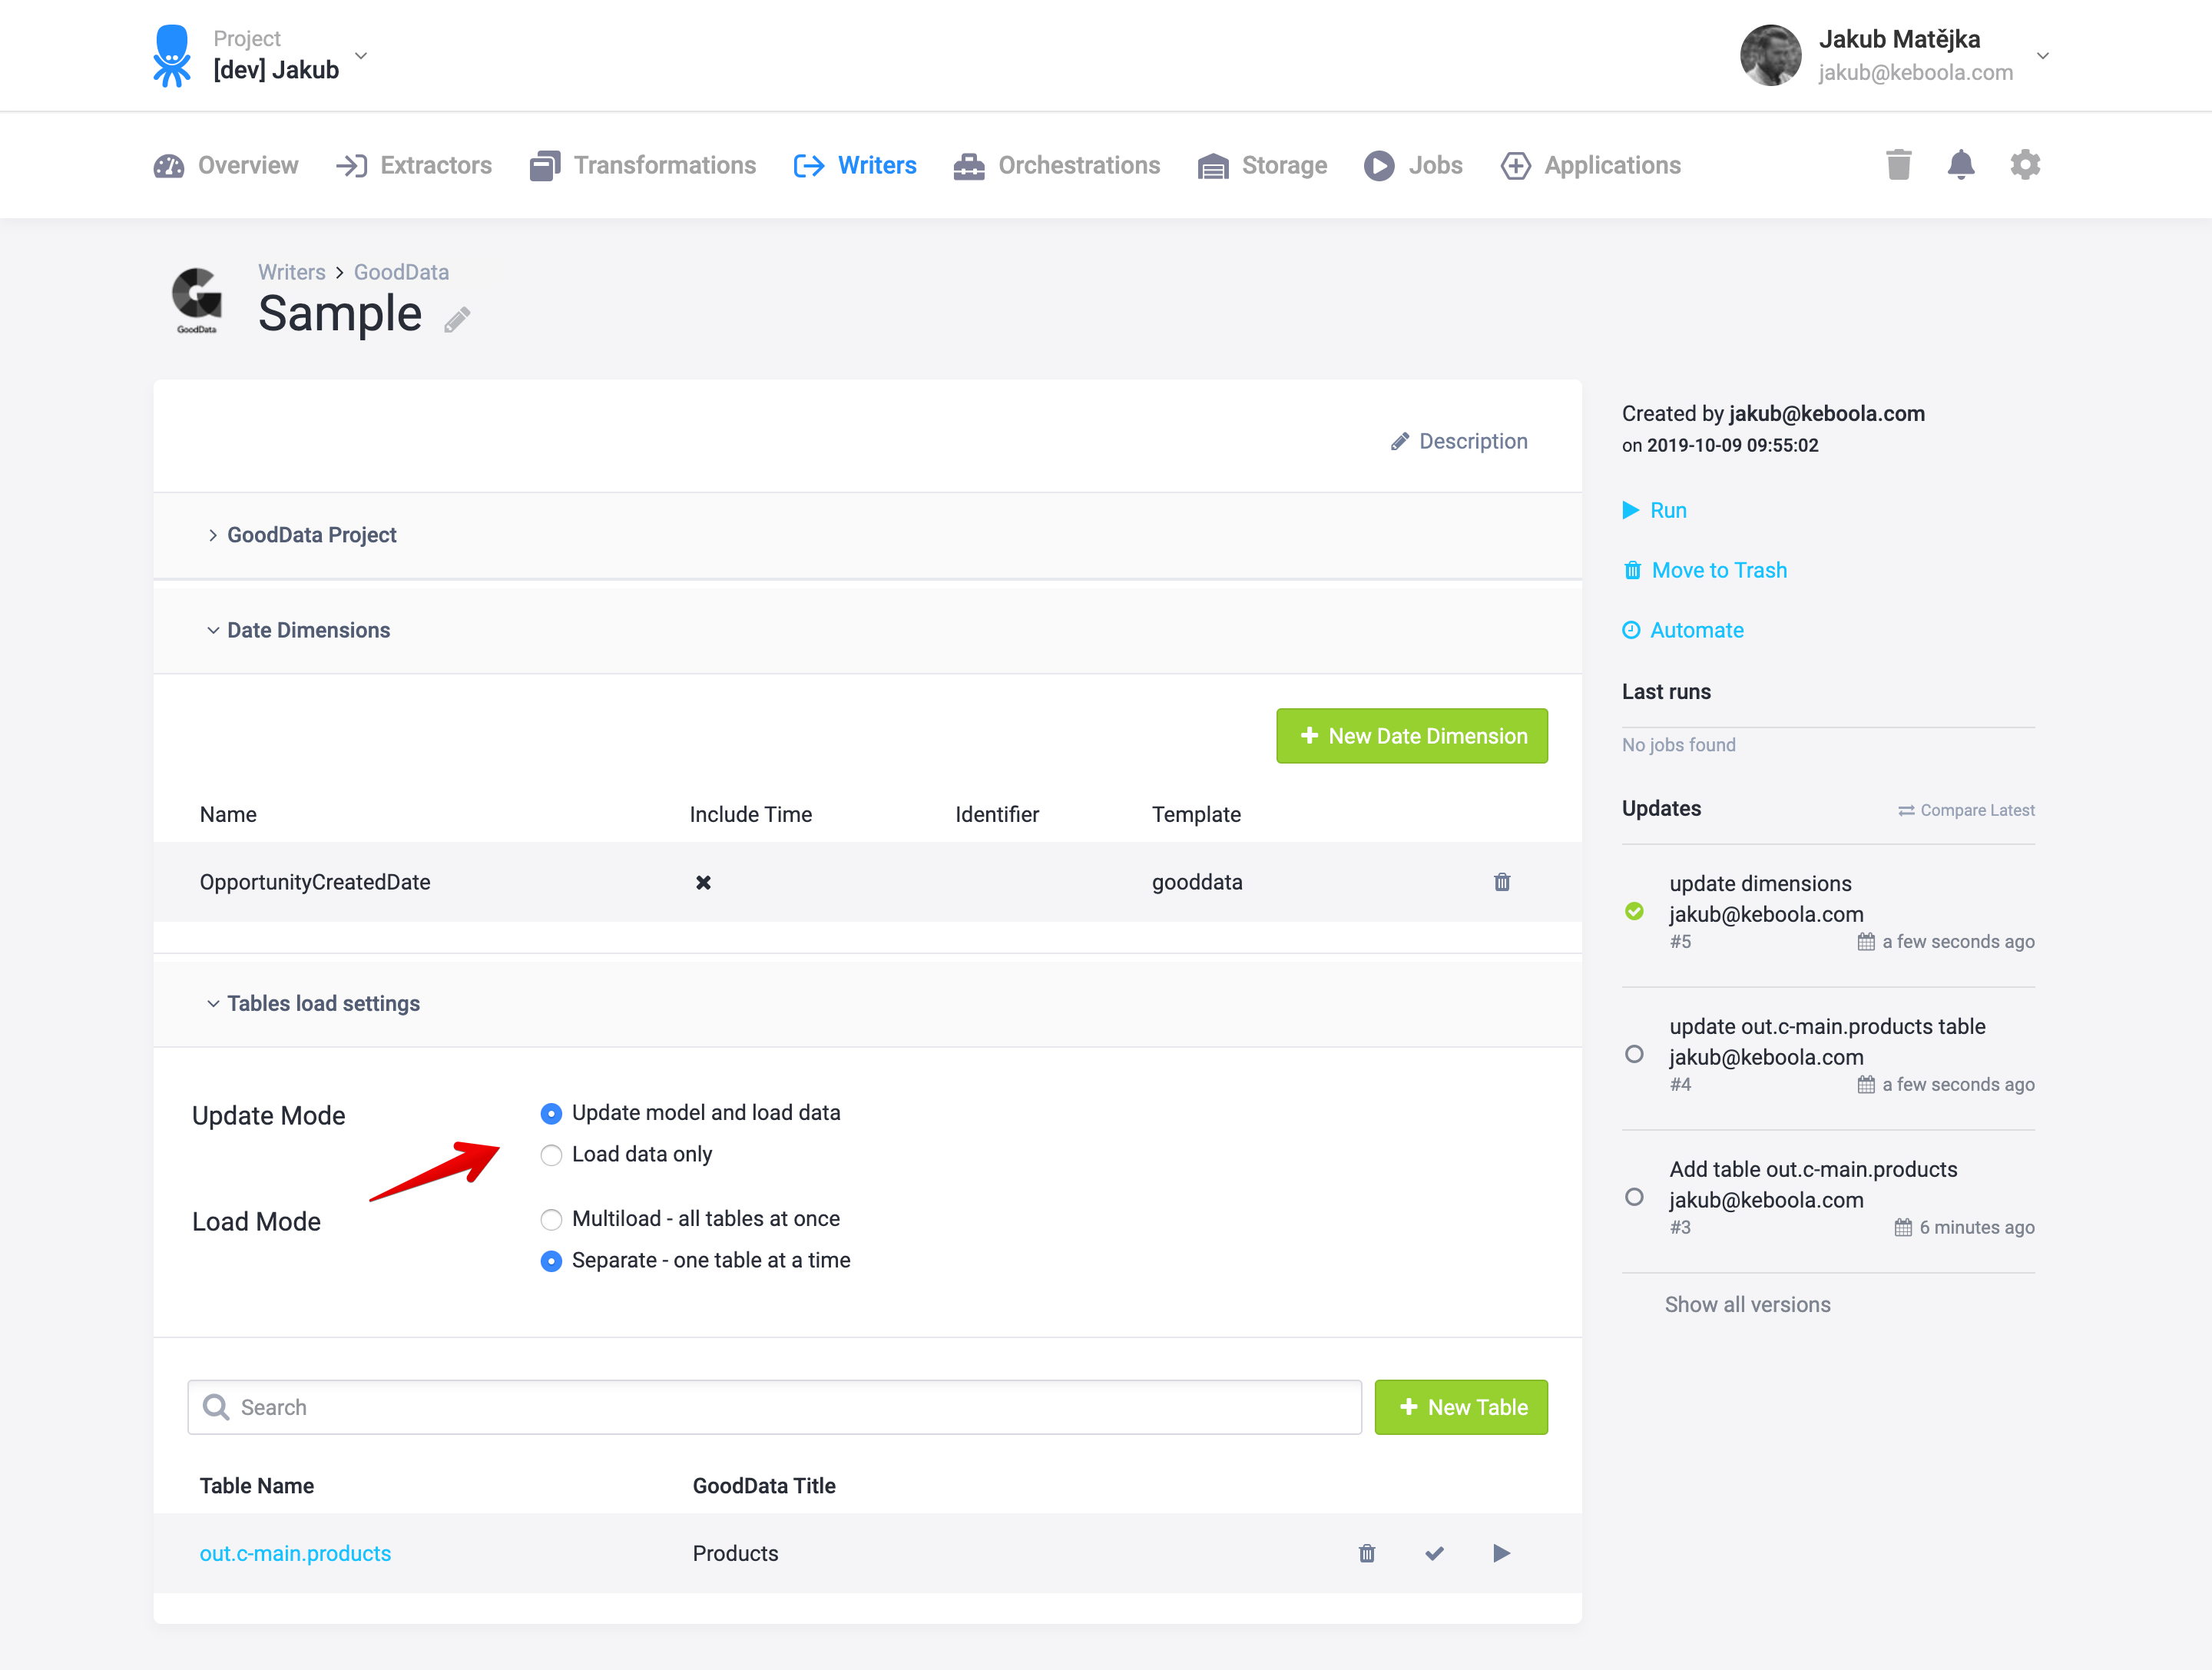 Project
[dev] Jakub
Jakub Matějka
jakub@keboola.com
Overview
Extractors
Transformations
Writers
Orchestrations
Storage
Jobs
Applications
GoodData
Writers > GoodData
Sample
Description
GoodData Project
Date Dimensions
New Date Dimension
Name Include Time Identifier Template
OpportunityCreatedDate gooddata
Tables load settings
Update Mode
Update model and load data
Load data only
Load Mode
Multiload - all tables at once
Separate - one table at a time
Search
New Table
Table Name GoodData Title
out.c-main.products Products
Created by jakub@keboola.com
on 2019-10-09 09:55:02
Run
Move to Trash
Automate
Last runs
No jobs found
Updates Compare Latest
update dimensions
jakub@keboola.com
#5 a few seconds ago
update out.c-main.products table
jakub@keboola.com
#4 a few seconds ago
Add table out.c-main.products
jakub@keboola.com
#3 6 minutes ago
Show all versions